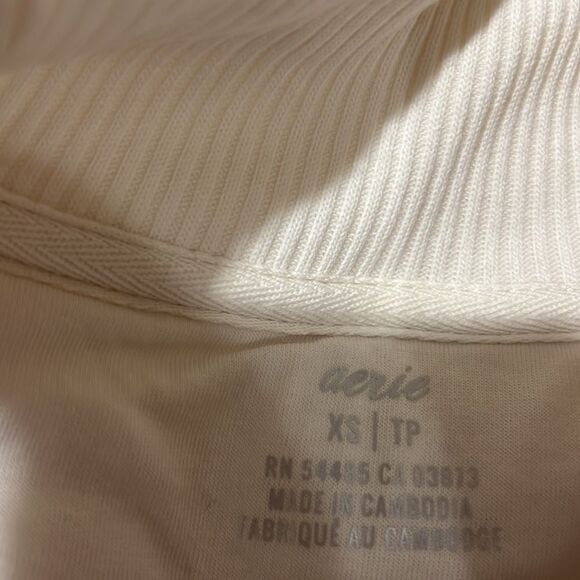 aerie
XS | TP
RN 54485 CA 03673
MADE IN CAMBODIA
FABRIQUÉ AU CAMBODGE